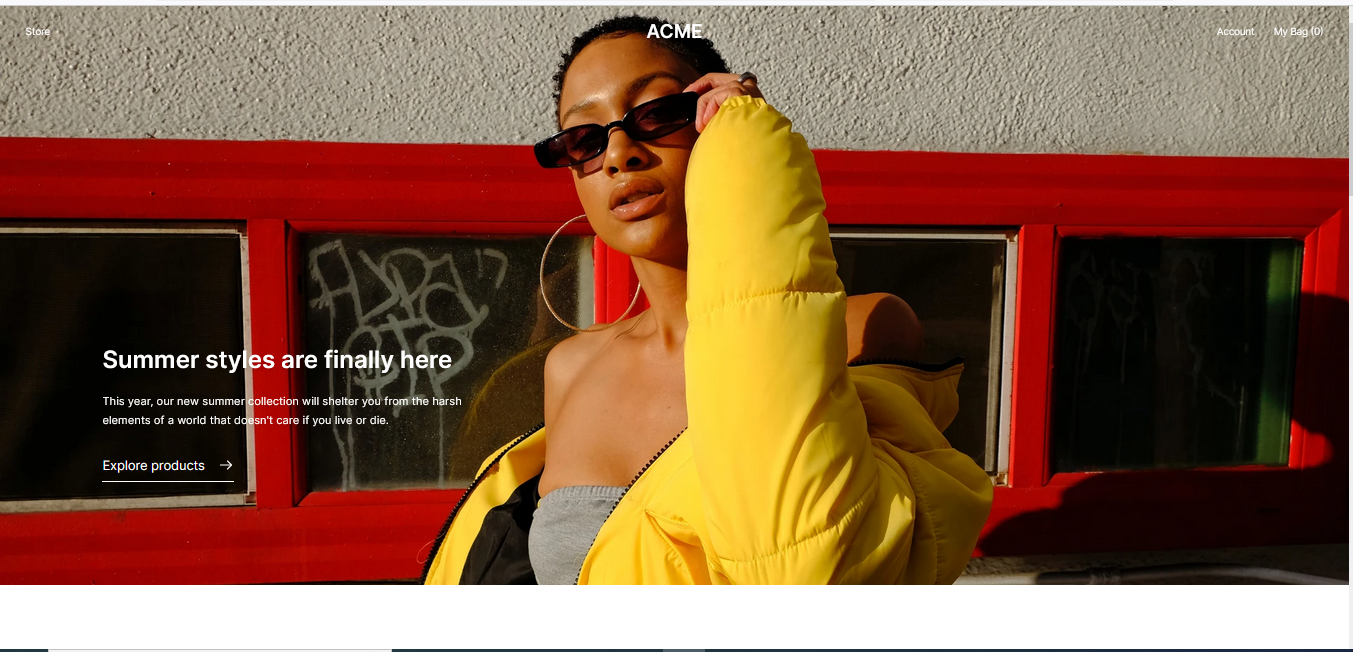 Store
ACME
Account
My Bag (0)
Summer styles are finally here
This year, our new summer collection will shelter you from the harsh
elements of a world that doesn't care if you live or die.
Explore products →